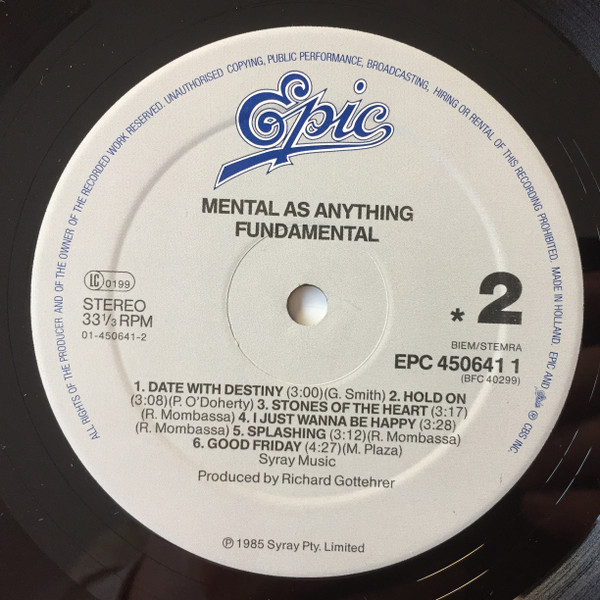 ALL RIGHTS OF THE PRODUCER AND OF THE OWNER OF THE RECORDED WORK RESERVED. UNAUTHORISED COPYING, PUBLIC PERFORMANCE, BROADCASTING, HIRING OR RENTAL OF THIS RECORDING PROHIBITED. MADE IN HOLLAND. EPIC AND Epic ® CBS INC.
Epic
MENTAL AS ANYTHING
FUNDAMENTAL
LC 0199
STEREO
33⅓ RPM
01-450641-2
* 2
BIEM/STEMRA
EPC 450641 1
(BFC 40299)
1. DATE WITH DESTINY (3:00)(G. Smith) 2. HOLD ON
(3:08)(P. O'Doherty) 3. STONES OF THE HEART (3:17)
(R. Mombassa) 4. I JUST WANNA BE HAPPY (3:28)
(R. Mombassa) 5. SPLASHING (3:12)(R. Mombassa)
6. GOOD FRIDAY (4:27)(M. Plaza)
Syray Music
Produced by Richard Gottehrer
℗ 1985 Syray Pty. Limited